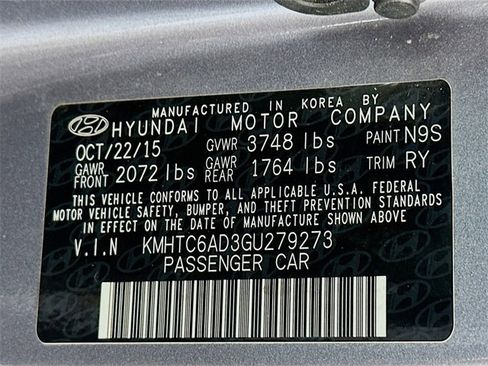 MANUFACTURED IN KOREA BY
HYUNDAI MOTOR COMPANY
OCT/22/15 GVWR 3748 lbs PAINT N9S
GAWR FRONT 2072 lbs GAWR REAR 1764 lbs TRIM RY
THIS VEHICLE CONFORMS TO ALL APPLICABLE U.S.A. FEDERAL
MOTOR VEHICLE SAFETY, BUMPER, AND THEFT PREVENTION STANDARDS
IN EFFECT ON THE DATE OF MANUFACTURE SHOWN ABOVE.
V.I.N KMHTC6AD3GU279273
PASSENGER CAR